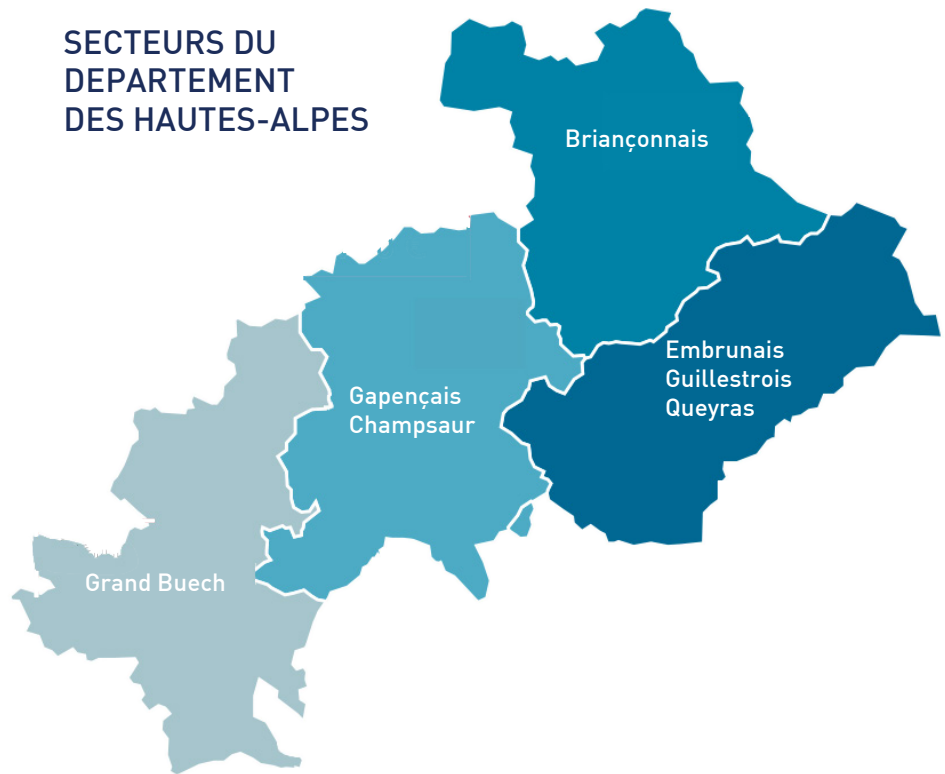 SECTEURS DU
DEPARTEMENT
DES HAUTES-ALPES
Briançonnais
Embrunais
Guillestrois
Queyras
Gapençais
Champsaur
Grand Buech